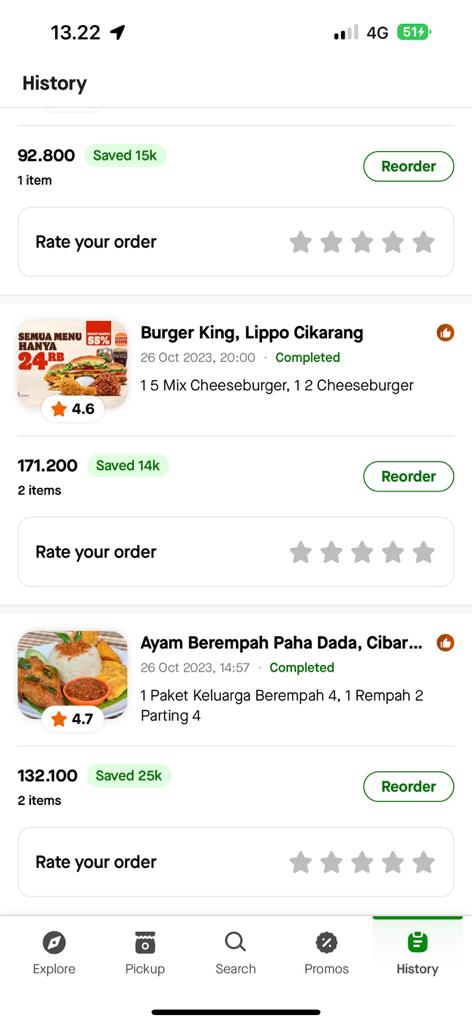 13.22
4G
51
History
92.800
Saved 15k
1 item
Reorder
Rate your order
SEMUA MENU
HANYA
24RB
55%
Burger King, Lippo Cikarang
26 Oct 2023, 20:00 · Completed
1 5 Mix Cheeseburger, 1 2 Cheeseburger
4.6
171.200
Saved 14k
2 items
Reorder
Rate your order
Ayam Berempah Paha Dada, Cibar...
26 Oct 2023, 14:57 · Completed
1 Paket Keluarga Berempah 4, 1 Rempah 2
Parting 4
4.7
132.100
Saved 25k
2 items
Reorder
Rate your order
Explore
Pickup
Search
Promos
History